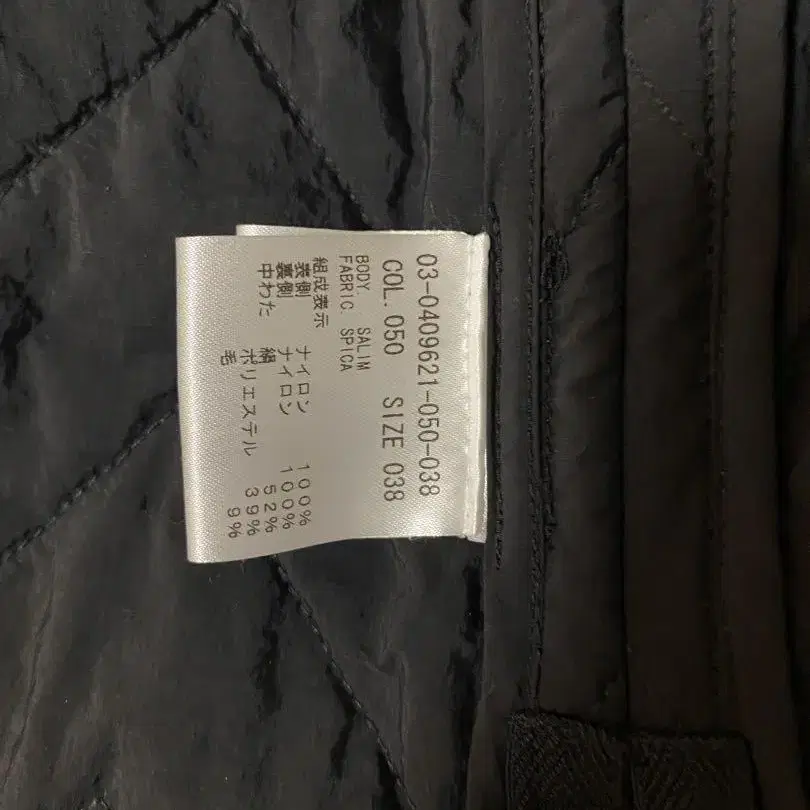 03-0409621-050-038
COL. 050 SIZE 038
BODY. SALIM
FABRIC. SPICA
組成表示
表側 ナイロン 100%
裏側 ナイロン 100%
中わた 絹 52%
ポリエステル 39%
毛 9%